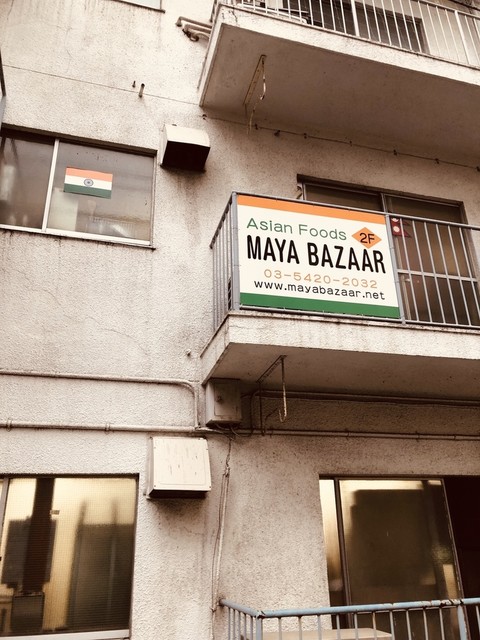 Asian Foods
2F
MAYA BAZAAR
03-5420-2032
www.mayabazaar.net